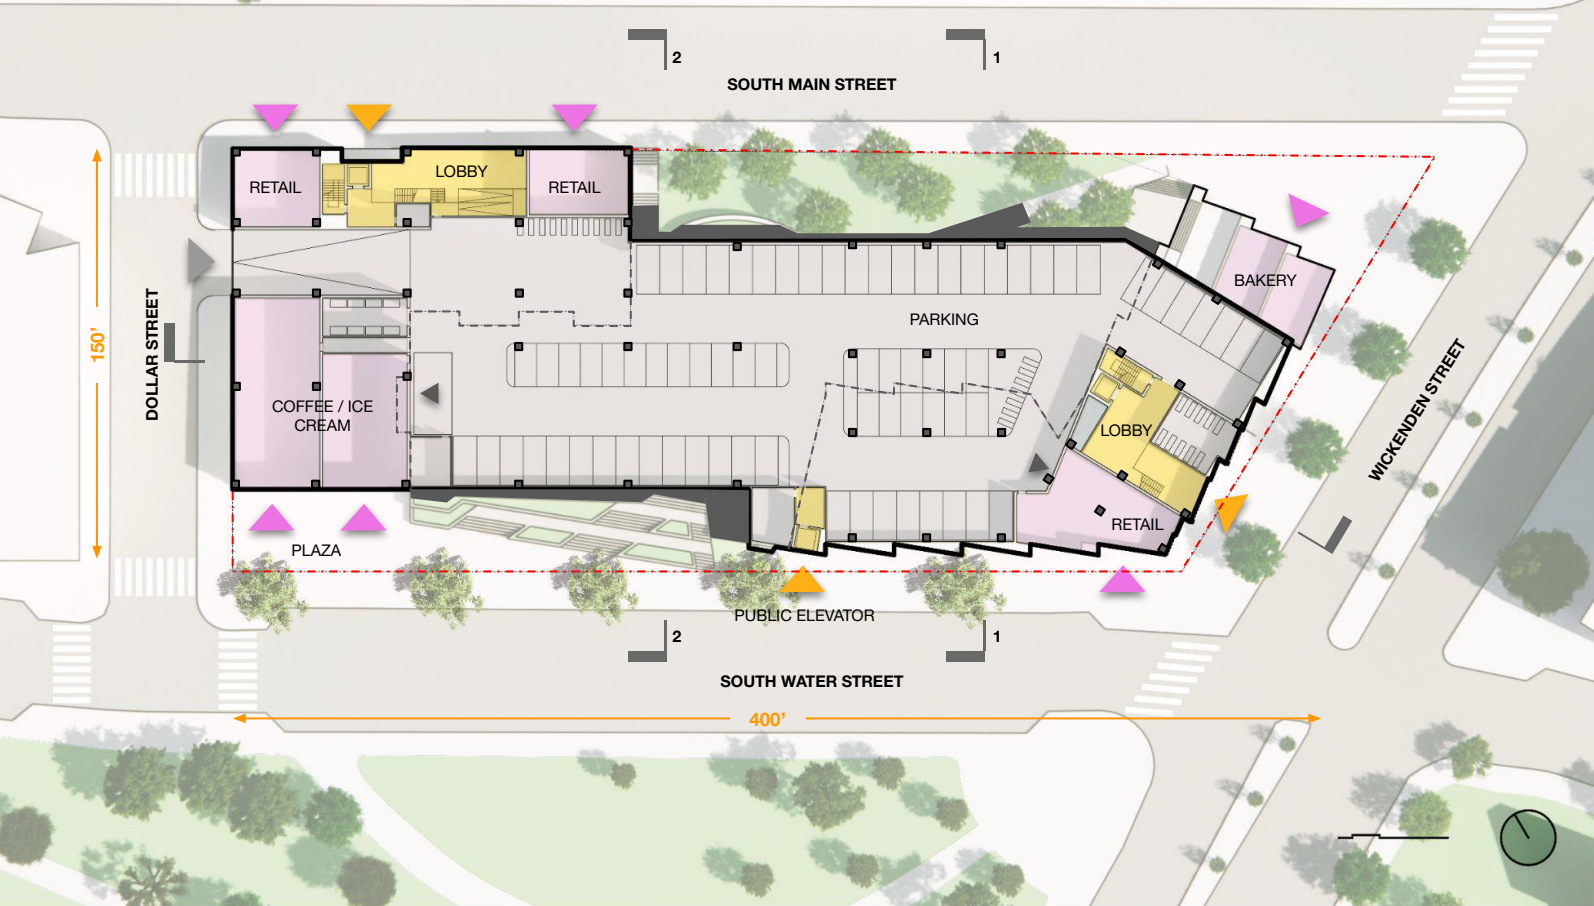 2
1
SOUTH MAIN STREET
LOBBY
RETAIL
RETAIL
BAKERY
PARKING
DOLLAR STREET
150'
WICKENDEN STREET
COFFEE / ICE
CREAM
LOBBY
RETAIL
PLAZA
PUBLIC ELEVATOR
2
1
SOUTH WATER STREET
400'